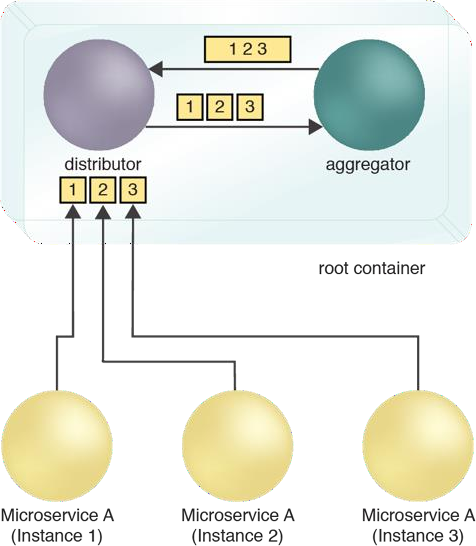 1 2 3
1 2 3
distributor
aggregator
1 2 3
root container
Microservice A
(Instance 1)
Microservice A
(Instance 2)
Microservice A
(Instance 3)